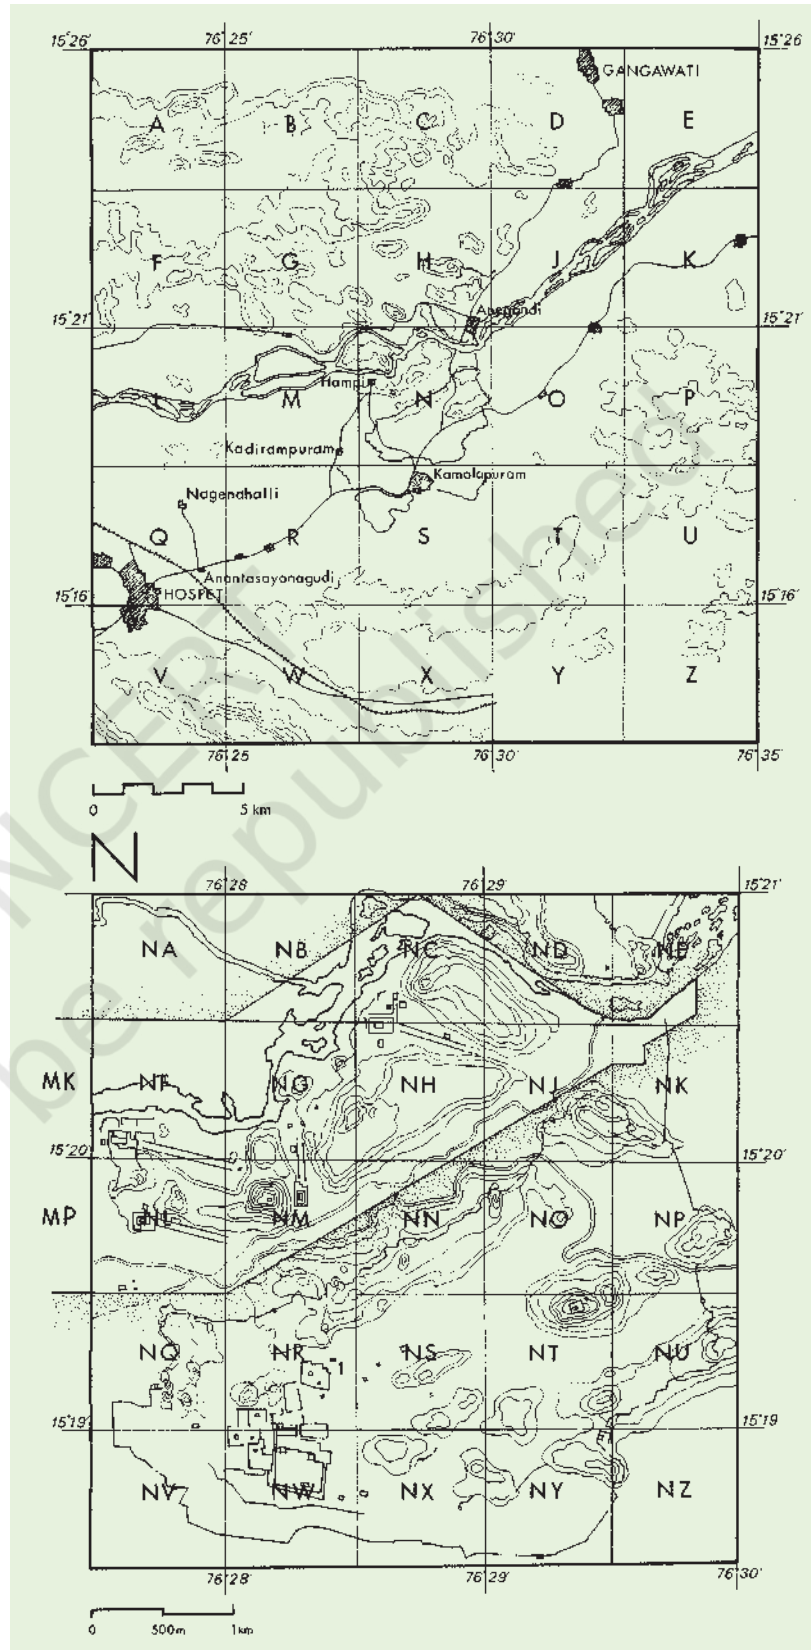 15°26' 76°25' 76°30' 15°26
GANGAWATI
A B C D E
F G H J K
Anegondi
15°21' 15°21'
Hampi
L M N O P
Kadirampuram
Kamalapuram
Nagenahalli
Q R S T U
Anantasayanagudi
15°16' HOSPET 15°16'
V W X Y Z
76°25 76°30' 76°35'
0 5 km
N
76°28 76°29' 15°21'
NA NB NC ND NE
MK NF NG NH NJ NK
15°20' 15°20'
MP NL NM NN NO NP
NQ NR 1 NS NT NU
15°19' 15°19
NV NW NX NY NZ
76°28' 76°29' 76°30'
0 500m 1km
© NCERT
be republished